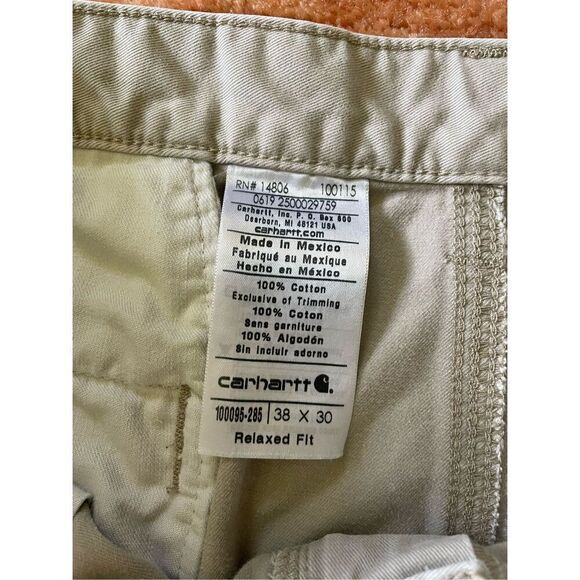 RN# 14806 100115
0619 2500029759
Carhartt, Inc. P. O. Box 600
Dearborn, MI 48121 USA
carhartt.com
Made in Mexico
Fabriqué au Mexique
Hecho en México
100% Cotton
Exclusive of Trimming
100% Coton
Sans garniture
100% Algodón
Sin incluir adorno
carhartt
100095-285 38 X 30
Relaxed Fit